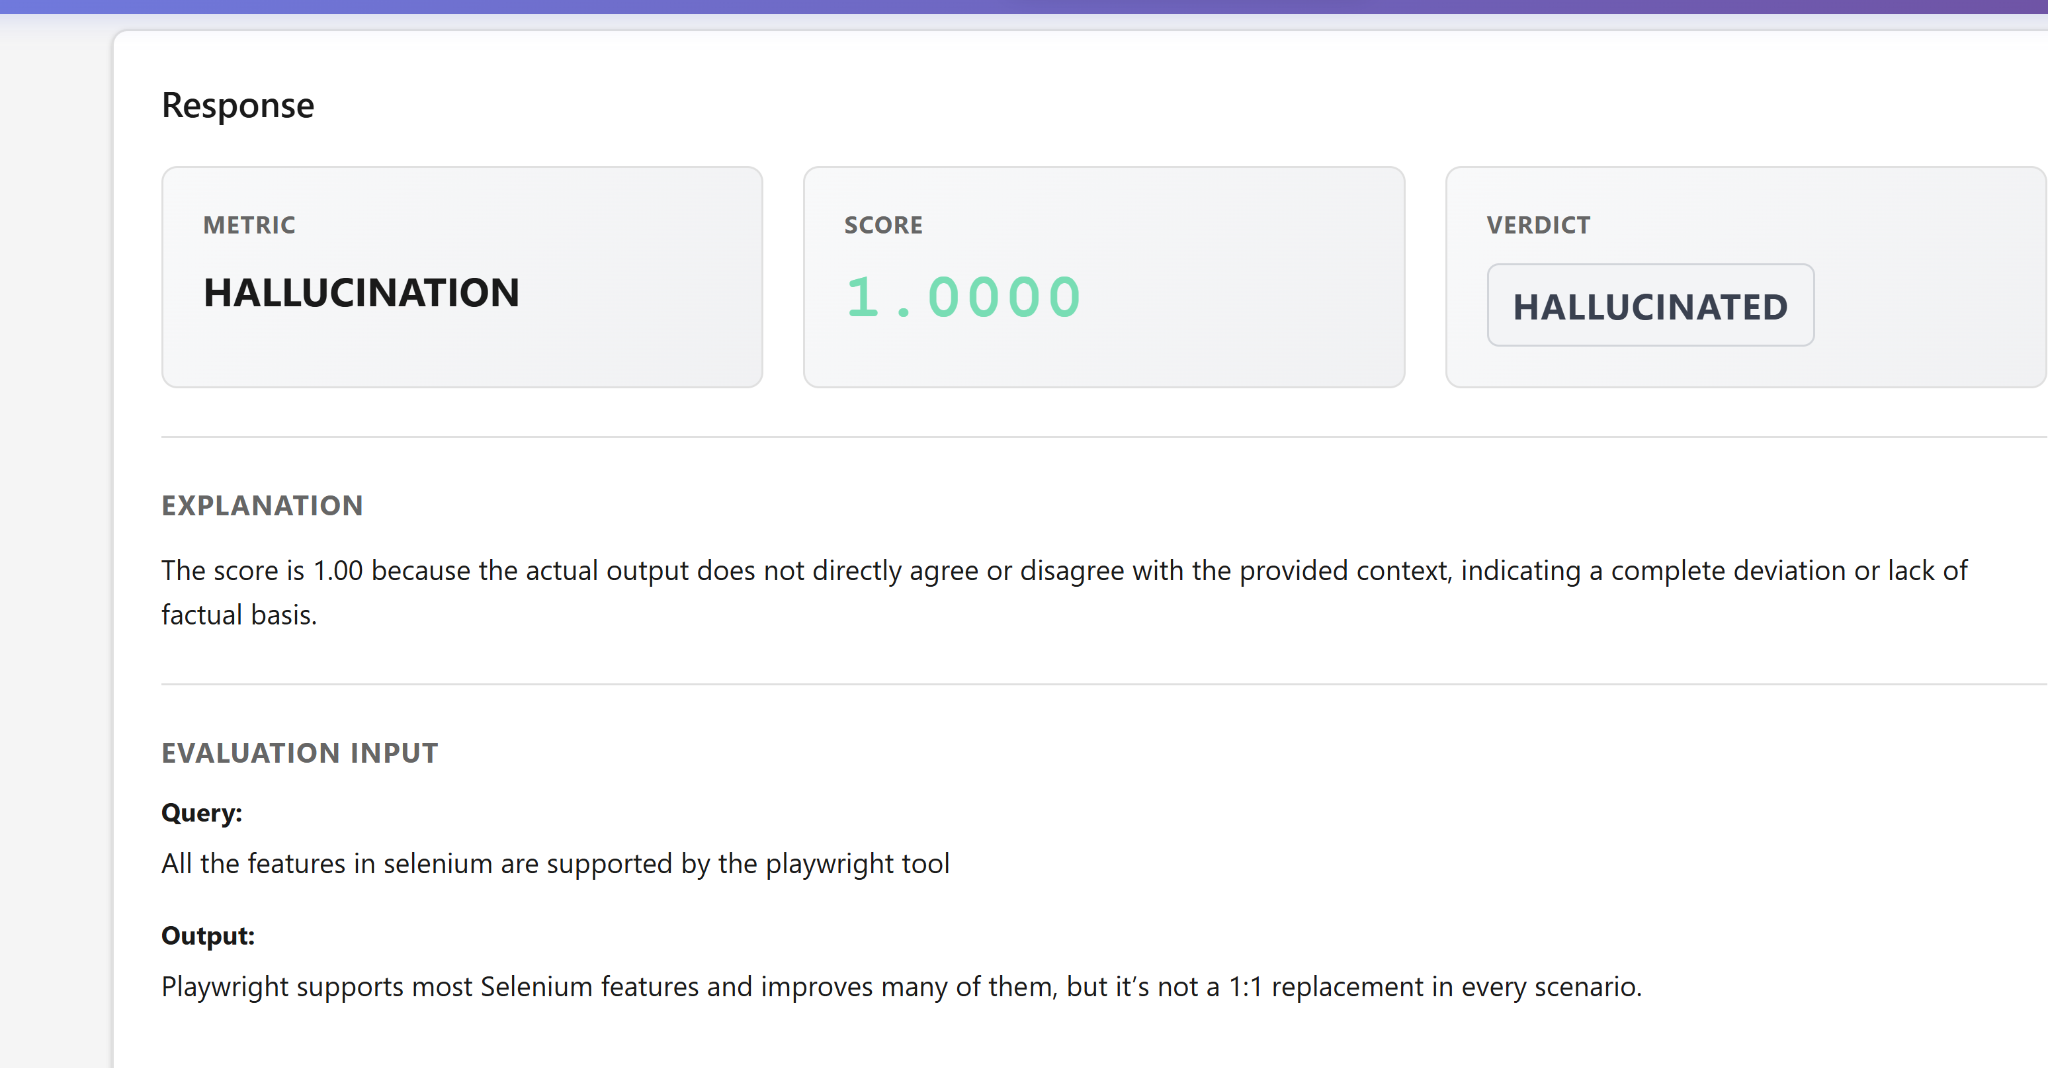 Response
METRIC
HALLUCINATION
SCORE
1.0000
VERDICT
HALLUCINATED
EXPLANATION
The score is 1.00 because the actual output does not directly agree or disagree with the provided context, indicating a complete deviation or lack of
factual basis.
EVALUATION INPUT
Query:
All the features in selenium are supported by the playwright tool
Output:
Playwright supports most Selenium features and improves many of them, but it’s not a 1:1 replacement in every scenario.